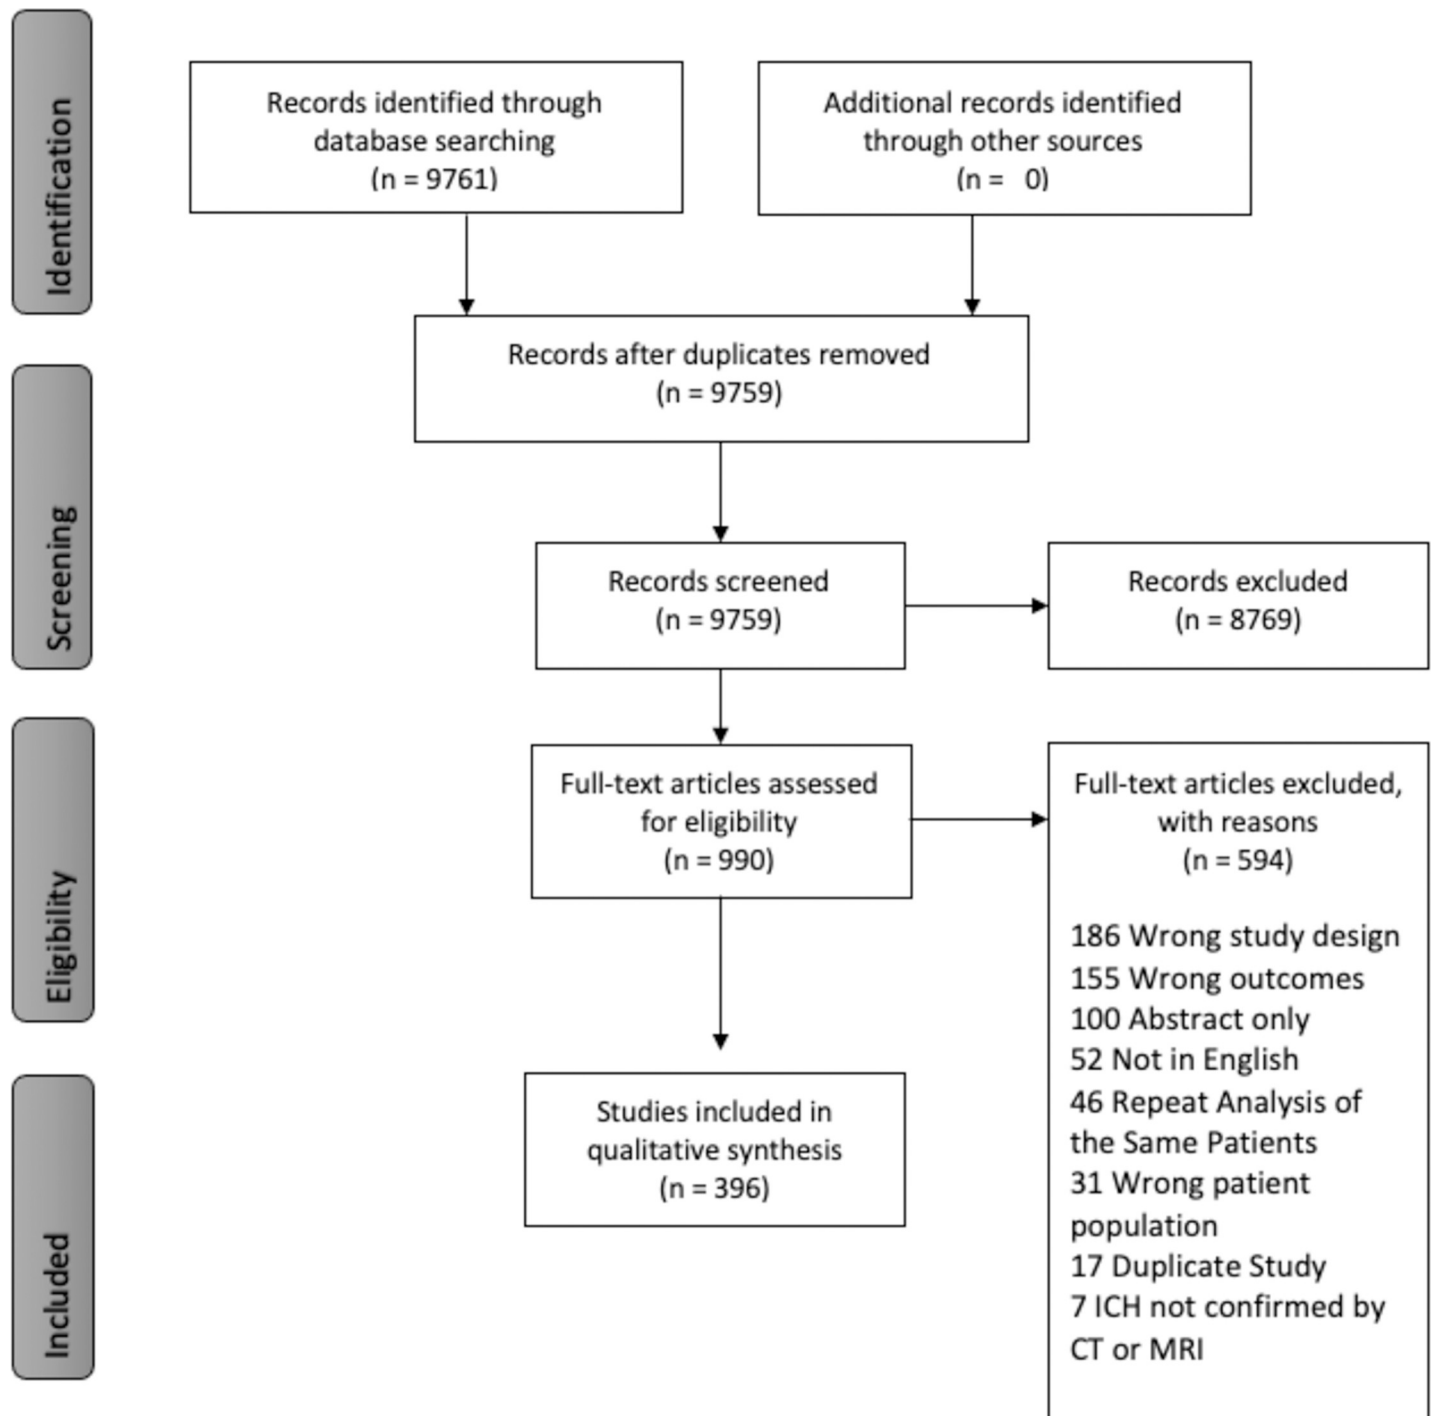 Identification
Records identified through
database searching
(n = 9761)
Additional records identified
through other sources
(n =   0)
Records after duplicates removed
(n = 9759)
Screening
Records screened
(n = 9759)
Records excluded
(n = 8769)
Eligibility
Full-text articles assessed
for eligibility
(n = 990)
Full-text articles excluded,
with reasons
(n = 594)
186 Wrong study design
155 Wrong outcomes
100 Abstract only
52 Not in English
46 Repeat Analysis of
the Same Patients
31 Wrong patient
population
17 Duplicate Study
7 ICH not confirmed by
CT or MRI
Included
Studies included in
qualitative synthesis
(n = 396)